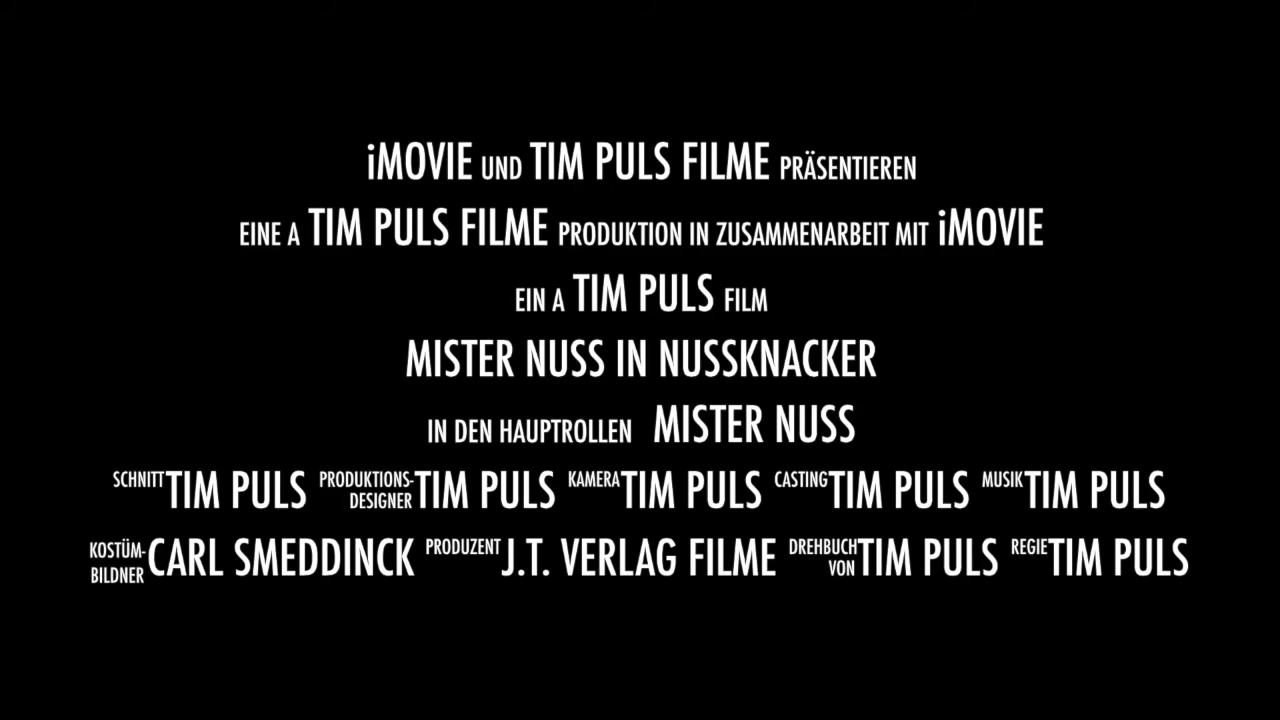 iMOVIE UND TIM PULS FILME PRÄSENTIEREN
EINE A TIM PULS FILME PRODUKTION IN ZUSAMMENARBEIT MIT iMOVIE
EIN A TIM PULS FILM
MISTER NUSS IN NUSSKNACKER
IN DEN HAUPTROLLEN MISTER NUSS
SCHNITT TIM PULS PRODUKTIONS-DESIGNER TIM PULS KAMERA TIM PULS CASTING TIM PULS MUSIK TIM PULS
KOSTÜM-BILDNER CARL SMEDDINCK PRODUZENT J.T. VERLAG FILME DREHBUCH VON TIM PULS REGIE TIM PULS